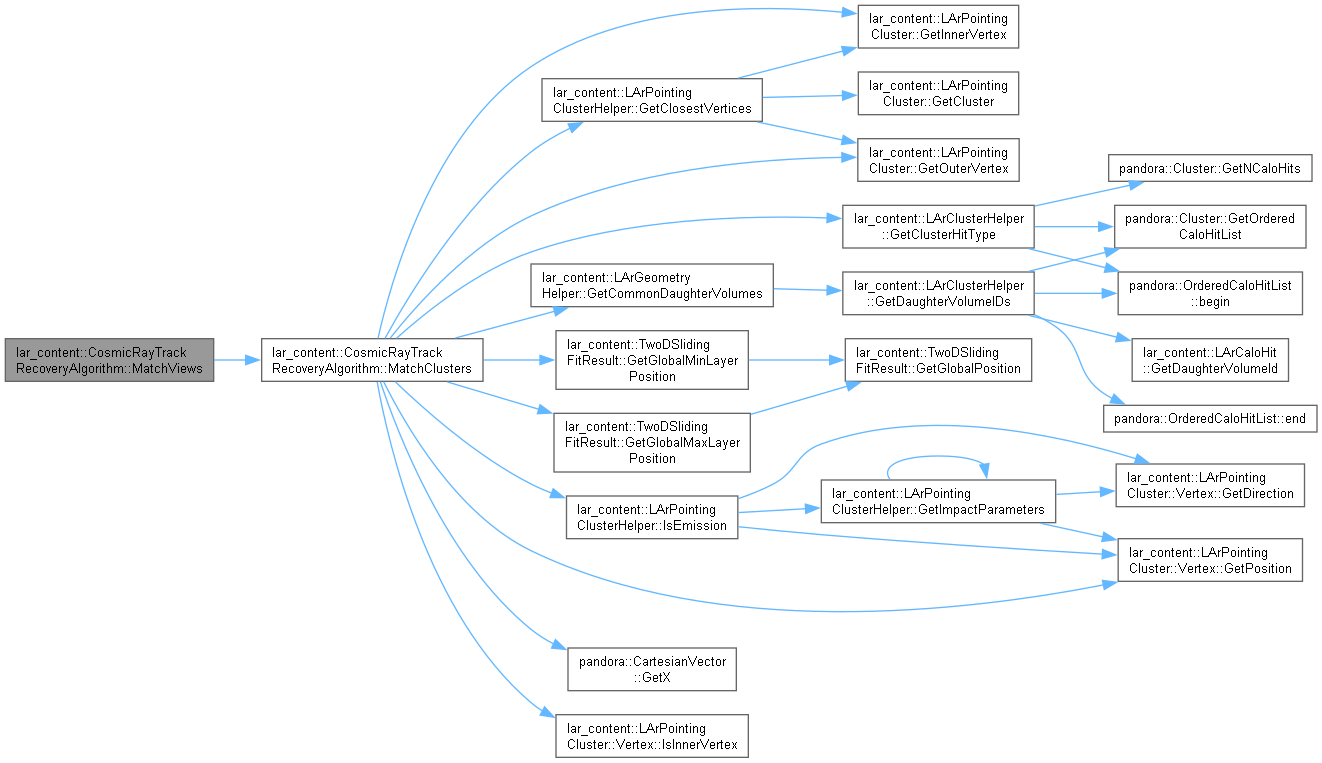 lar_content::CosmicRayTrack
RecoveryAlgorithm::MatchViews
lar_content::CosmicRayTrack
RecoveryAlgorithm::MatchClusters
lar_content::LArPointing
Cluster::GetInnerVertex
lar_content::LArPointing
ClusterHelper::GetClosestVertices
lar_content::LArPointing
Cluster::GetCluster
lar_content::LArPointing
Cluster::GetOuterVertex
lar_content::LArClusterHelper
::GetClusterHitType
pandora::Cluster::GetNCaloHits
pandora::Cluster::GetOrdered
CaloHitList
pandora::OrderedCaloHitList
::begin
lar_content::LArGeometry
Helper::GetCommonDaughterVolumes
lar_content::LArClusterHelper
::GetDaughterVolumeIDs
lar_content::LArCaloHit
::GetDaughterVolumeId
pandora::OrderedCaloHitList::end
lar_content::TwoDSliding
FitResult::GetGlobalMinLayer
Position
lar_content::TwoDSliding
FitResult::GetGlobalPosition
lar_content::TwoDSliding
FitResult::GetGlobalMaxLayer
Position
lar_content::LArPointing
ClusterHelper::IsEmission
lar_content::LArPointing
ClusterHelper::GetImpactParameters
lar_content::LArPointing
Cluster::Vertex::GetDirection
lar_content::LArPointing
Cluster::Vertex::GetPosition
pandora::CartesianVector
::GetX
lar_content::LArPointing
Cluster::Vertex::IsInnerVertex